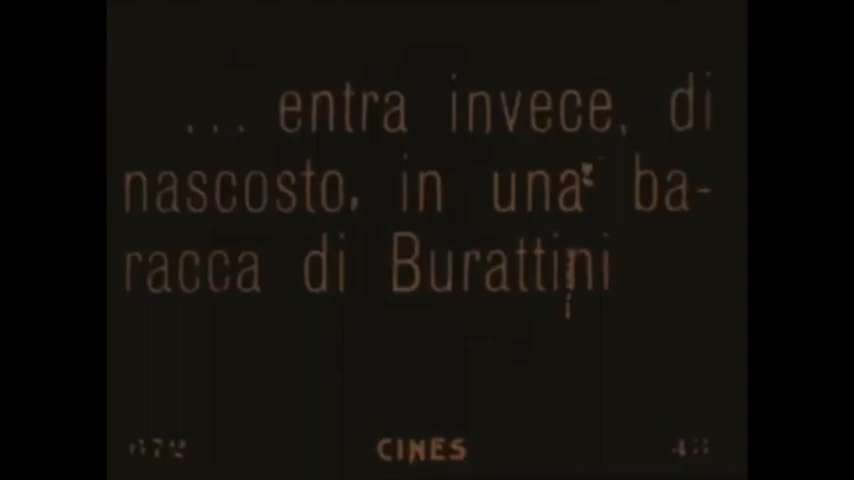 ... entra invece, di
nascosto, in una ba-
racca di Burattini
CINES